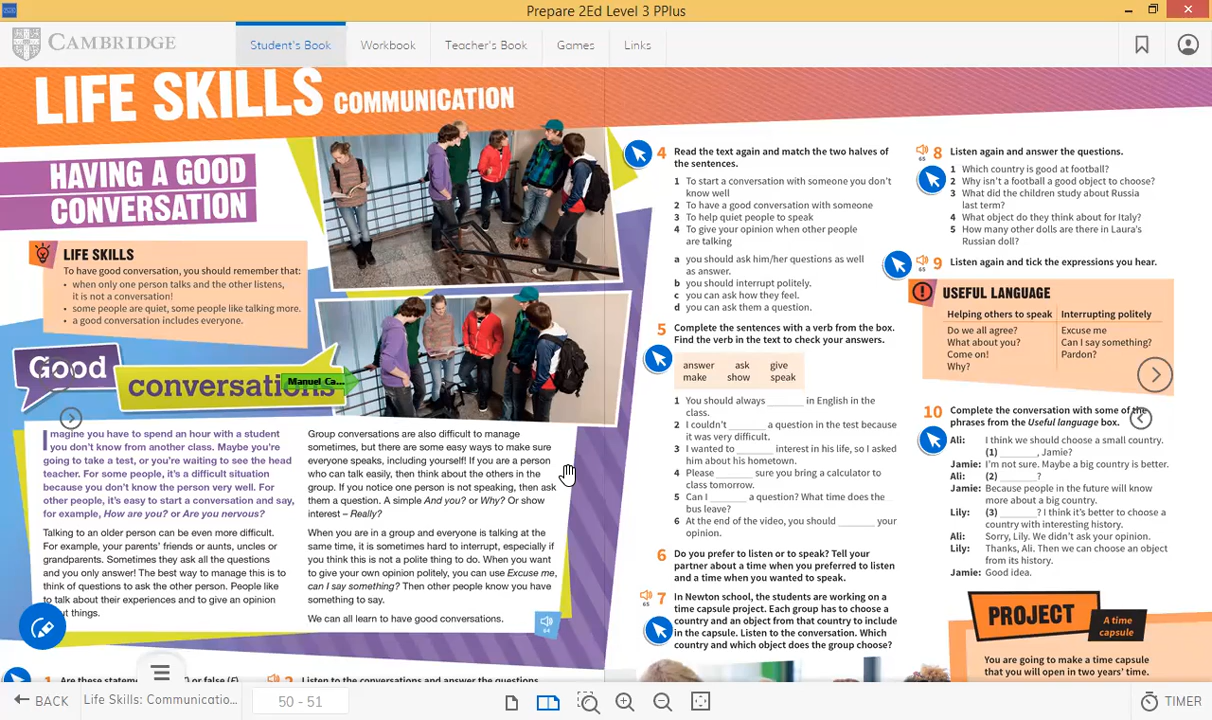 Prepare 2Ed Level 3 PPlus
CAMBRIDGE
Student's Book
Workbook
Teacher's Book
Games
Links
LIFE SKILLS COMMUNICATION
HAVING A GOOD
CONVERSATION
LIFE SKILLS
To have good conversation, you should remember that:
• when only one person talks and the other listens,
it is not a conversation!
• some people are quiet, some people like talking more.
• a good conversation includes everyone.
Good
conversations
Manuel Ca...
Imagine you have to spend an hour with a student
you don't know from another class. Maybe you're
going to take a test, or you're waiting to see the head
teacher. For some people, it's a difficult situation
because you don't know the person very well. For
other people, it's easy to start a conversation and say,
for example, How are you? or Are you nervous?
Talking to an older person can be even more difficult.
For example, your parents' friends or aunts, uncles or
grandparents. Sometimes they ask all the questions
and you only answer! The best way to manage this is to
think of questions to ask the other person. People like
to talk about their experiences and to give an opinion
things.
Group conversations are also difficult to manage
sometimes, but there are some easy ways to make sure
everyone speaks, including yourself! If you are a person
who can talk easily, then think about the others in the
group. If you notice one person is not speaking, then ask
them a question. A simple And you? or Why? Or show
interest – Really?
When you are in a group and everyone is talking at the
same time, it is sometimes hard to interrupt, especially if
you think this is not a polite thing to do. When you want
to give your own opinion politely, you can use Excuse me,
can I say something? Then other people know you have
something to say.
We can all learn to have good conversations.
64
4 Read the text again and match the two halves of
the sentences.
1 To start a conversation with someone you don't
know well
2 To have a good conversation with someone
3 To help quiet people to speak
4 To give your opinion when other people
are talking
a you should ask him/her questions as well
as answer.
b you should interrupt politely.
c you can ask how they feel.
d you can ask them a question.
5 Complete the sentences with a verb from the box.
Find the verb in the text to check your answers.
answer ask give
make show speak
1 You should always ______ in English in the
class.
2 I couldn't ______ a question in the test because
it was very difficult.
3 I wanted to ______ interest in his life, so I asked
him about his hometown.
4 Please ______ sure you bring a calculator to
class tomorrow.
5 Can I ______ a question? What time does the
bus leave?
6 At the end of the video, you should ______ your
opinion.
6 Do you prefer to listen or to speak? Tell your
partner about a time when you preferred to listen
and a time when you wanted to speak.
65
7 In Newton school, the students are working on a
time capsule project. Each group has to choose a
country and an object from that country to include
in the capsule. Listen to the conversation. Which
country and which object does the group choose?
65
8 Listen again and answer the questions.
1 Which country is good at football?
2 Why isn't a football a good object to choose?
3 What did the children study about Russia
last term?
4 What object do they think about for Italy?
5 How many other dolls are there in Laura's
Russian doll?
65
9 Listen again and tick the expressions you hear.
USEFUL LANGUAGE
Helping others to speak Interrupting politely
Do we all agree? Excuse me
What about you? Can I say something?
Come on! Pardon?
Why?
10 Complete the conversation with some of the
phrases from the Useful language box.
Ali: I think we should choose a small country.
(1) ______, Jamie?
Jamie: I'm not sure. Maybe a big country is better.
Ali: (2) ______?
Jamie: Because people in the future will know
more about a big country.
Lily: (3) ______? I think it's better to choose a
country with interesting history.
Ali: Sorry, Lily. We didn't ask your opinion.
Lily: Thanks, Ali. Then we can choose an object
from its history.
Jamie: Good idea.
PROJECT A time
capsule
You are going to make a time capsule
that you will open in two years' time.
BACK
Life Skills: Communicatio...
50 - 51
TIMER